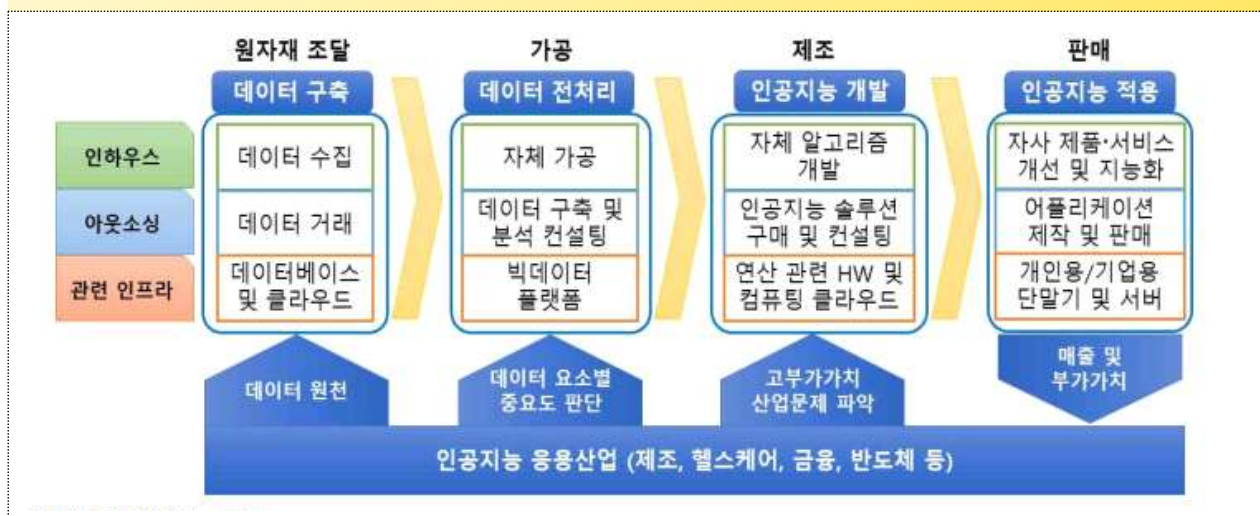 원자재 조달
가공
제조
판매
데이터 구축
데이터 전처리
인공지능 개발
인공지능 적용
인하우스
데이터 수집
자체 가공
자체 알고리즘
개발
자사 제품·서비스
개선 및 지능화
아웃소싱
데이터 거래
데이터 구축 및
분석 컨설팅
인공지능 솔루션
구매 및 컨설팅
어플리케이션
제작 및 판매
관련 인프라
데이터베이스
및 클라우드
빅데이터
플랫폼
연산 관련 HW 및
컴퓨팅 클라우드
개인용/기업용
단말기 및 서버
데이터 원천
데이터 요소별
중요도 판단
고부가가치
산업문제 파악
매출 및
부가가치
인공지능 응용산업 (제조, 헬스케어, 금융, 반도체 등)